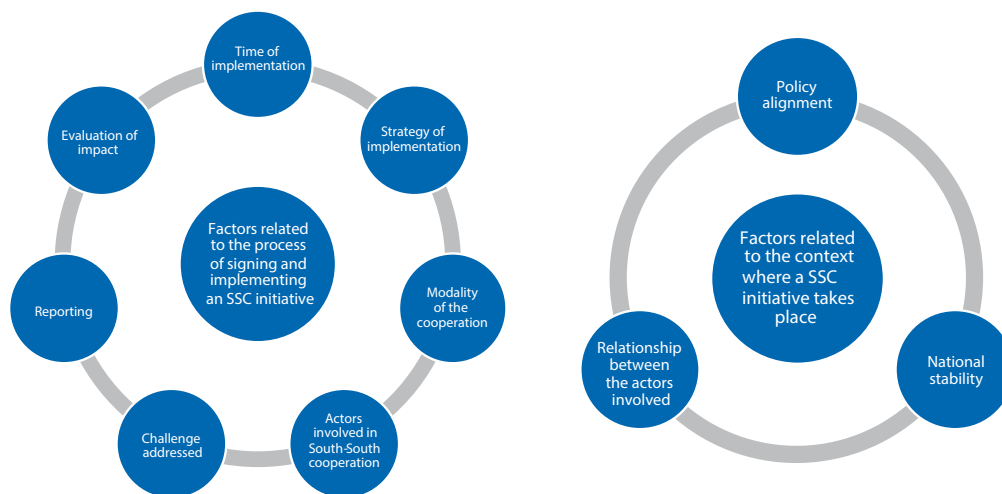 Time of
implementation
Strategy of
implementation
Modality
of the
cooperation
Actors
involved in
South-South
cooperation
Challenge
addressed
Reporting
Evaluation of
impact
Factors related
to the process
of signing and
implementing
an SSC initiative
Policy
alignment
National
stability
Relationship
between
the actors
involved
Factors related
to the context
where a SSC
initiative takes
place